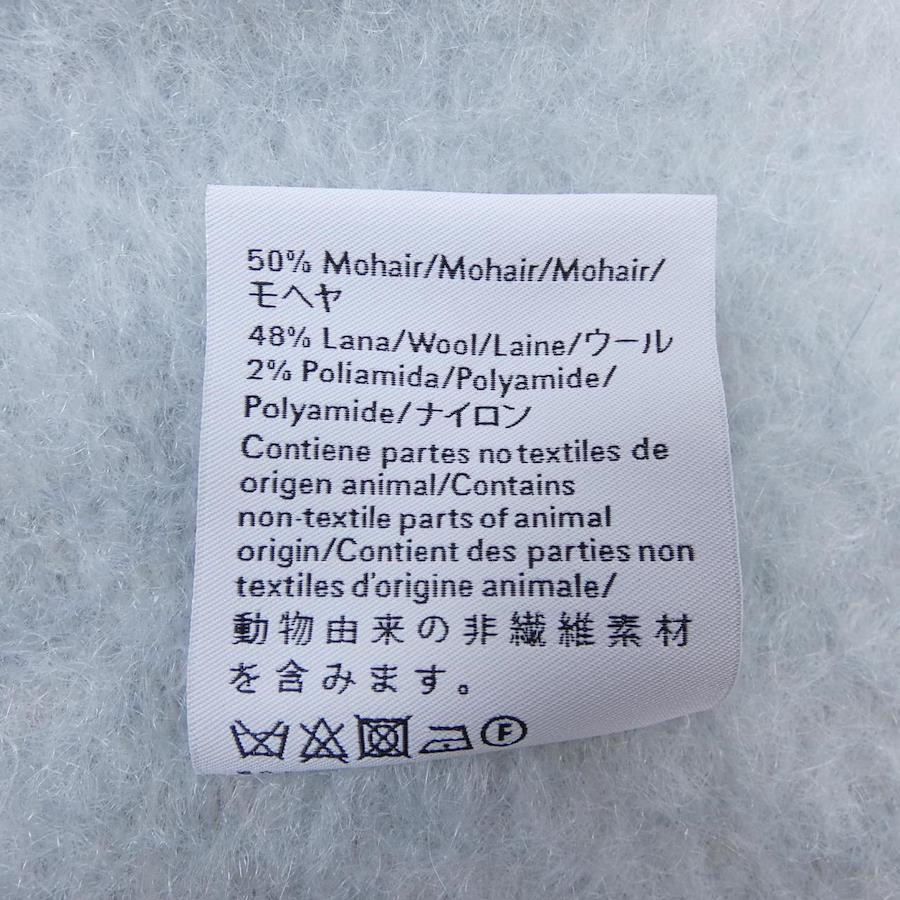 50% Mohair/Mohair/Mohair/
モヘヤ
48% Lana/Wool/Laine/ウール
2% Poliamida/Polyamide/
Polyamide/ナイロン
Contiene partes no textiles de
origen animal/Contains
non-textile parts of animal
origin/Contient des parties non
textiles d'origine animale/
動物由来の非繊維素材
を含みます。
F